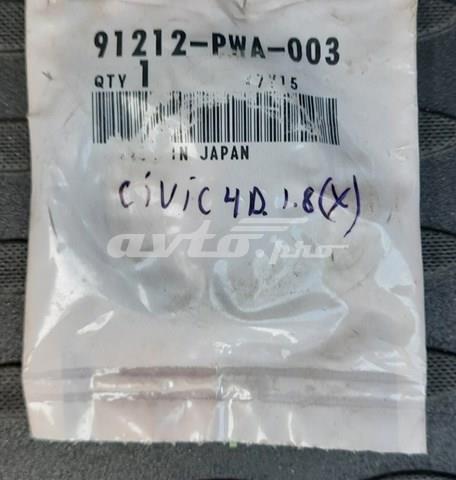 91212-PWA-003
QTY 1
IN JAPAN
CiViC 4D. 1.8(X)
avto.pro